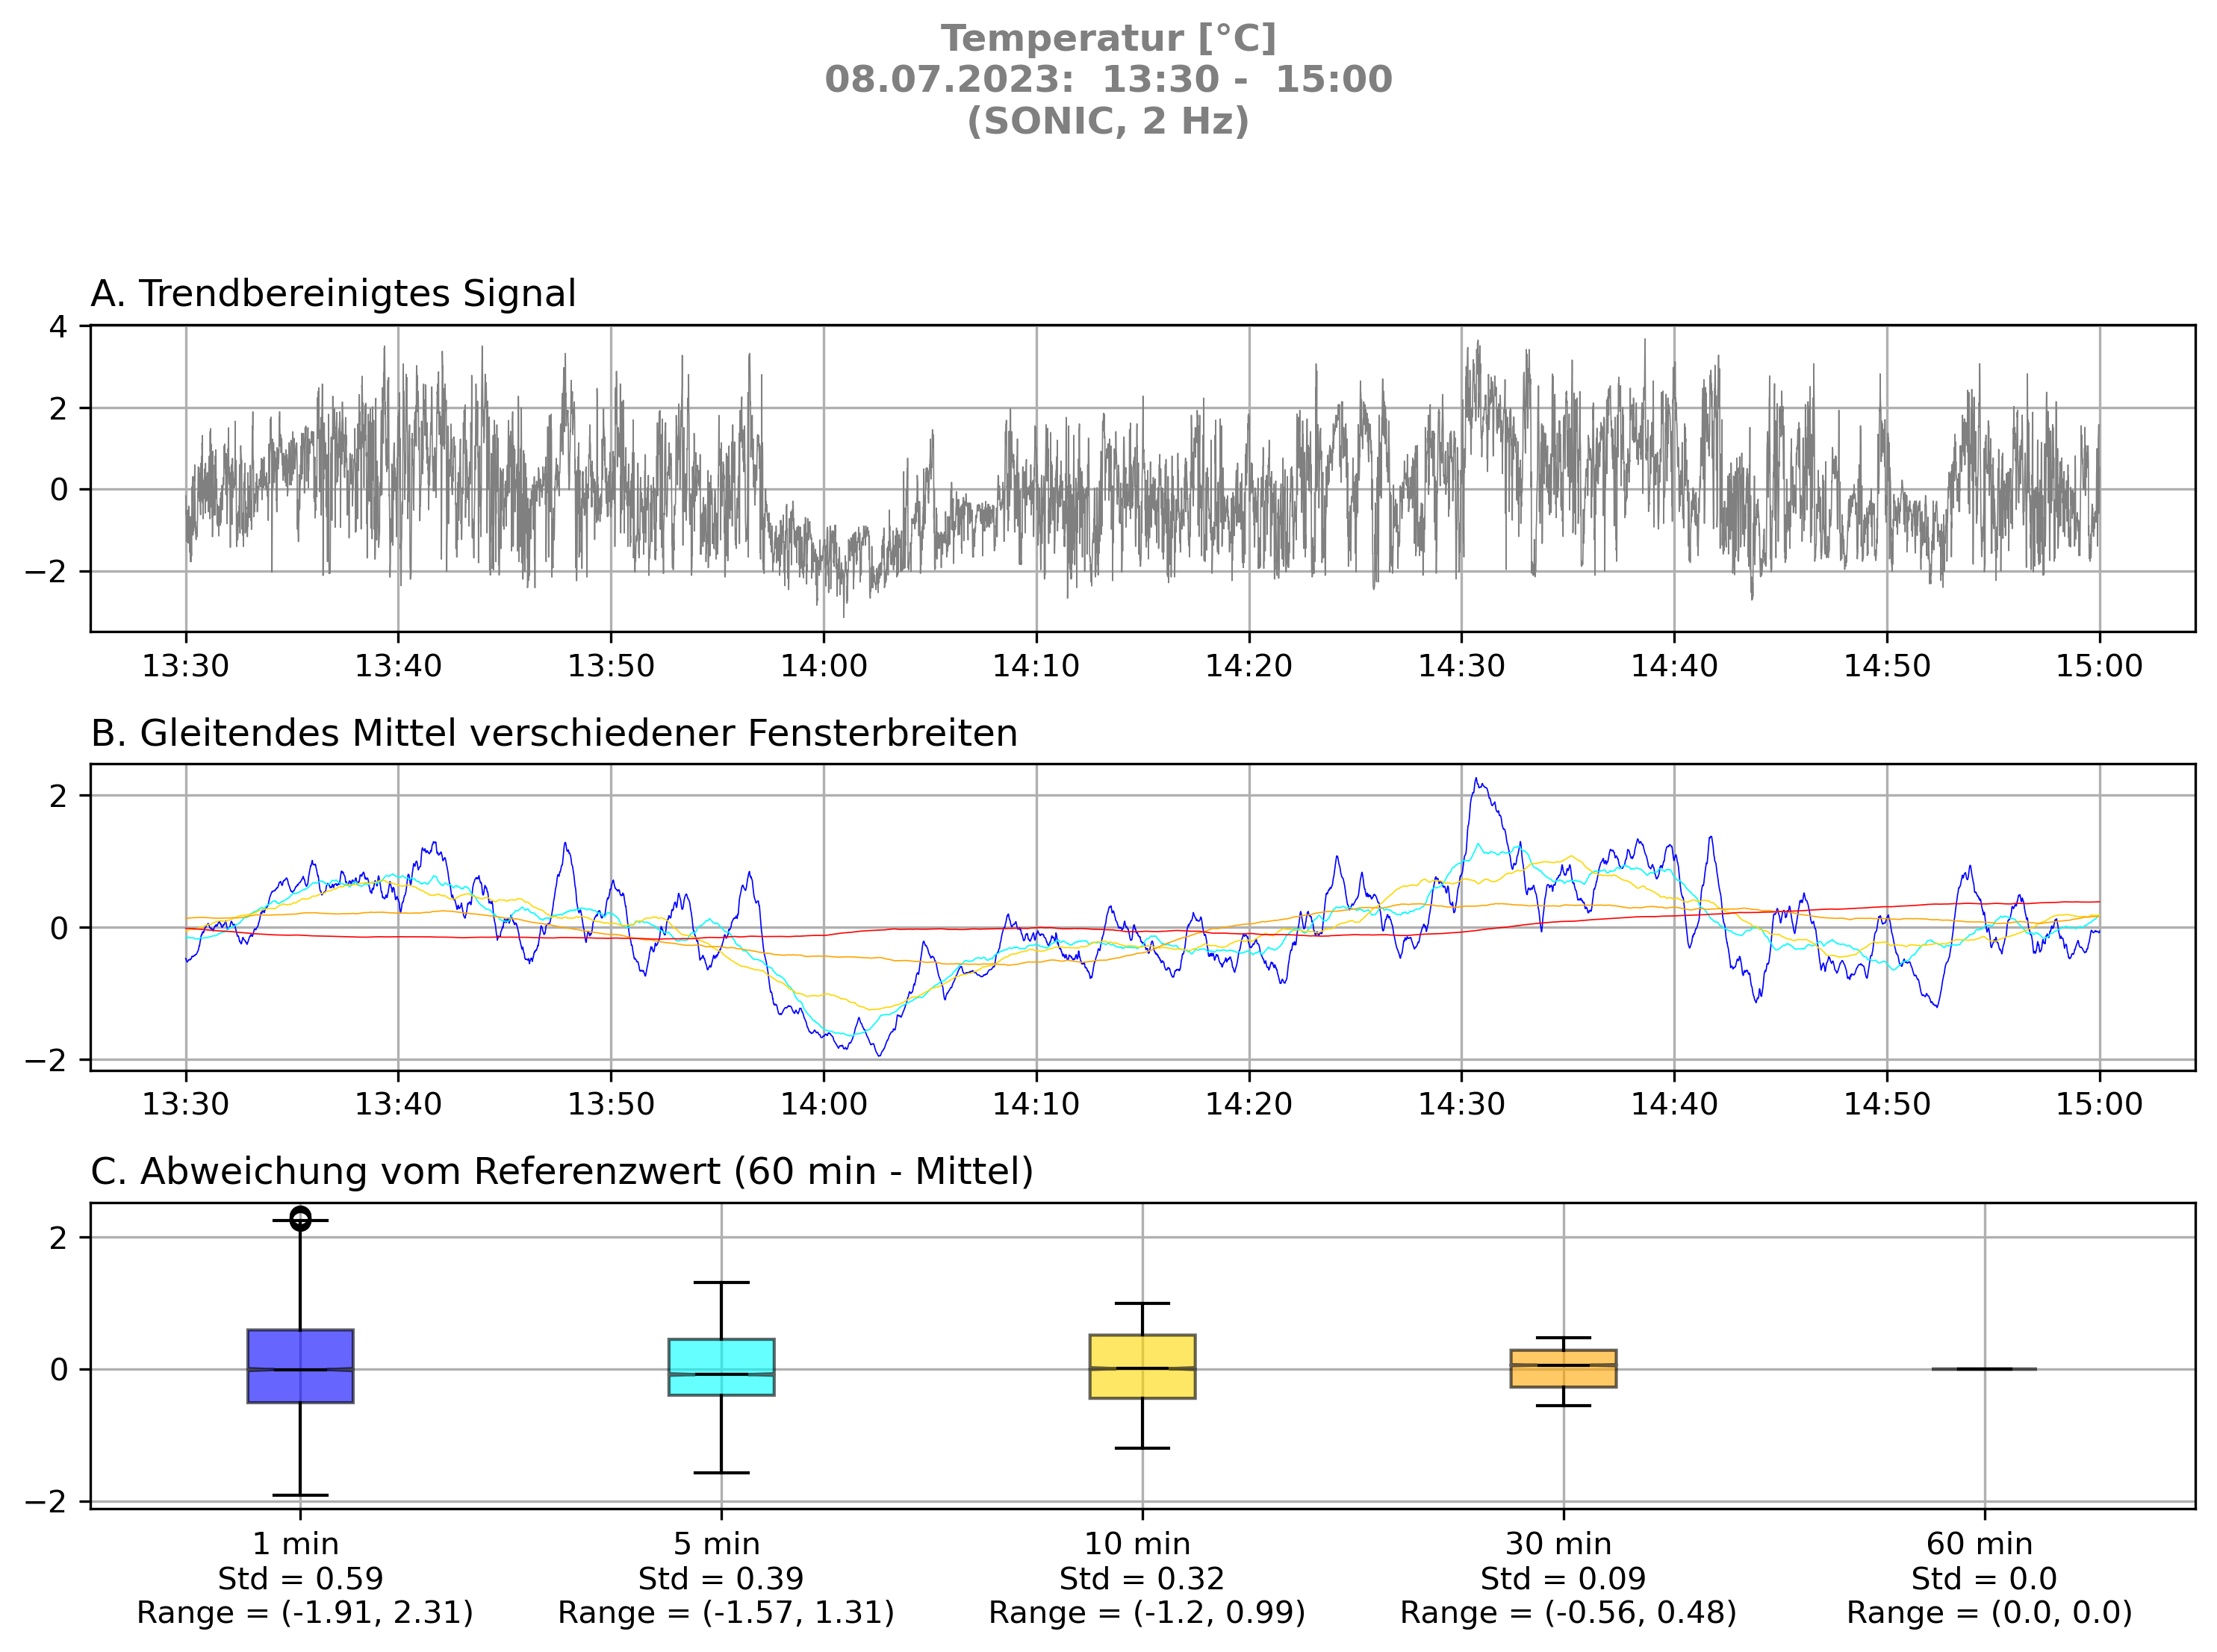 Temperatur [°C]
08.07.2023:  13:30 -  15:00
(SONIC, 2 Hz)
A. Trendbereinigtes Signal
4
2
0
−2
13:30 13:40 13:50 14:00 14:10 14:20 14:30 14:40 14:50 15:00
B. Gleitendes Mittel verschiedener Fensterbreiten
2
0
−2
13:30 13:40 13:50 14:00 14:10 14:20 14:30 14:40 14:50 15:00
C. Abweichung vom Referenzwert (60 min - Mittel)
2
0
−2
1 min 5 min 10 min 30 min 60 min
Std = 0.59 Std = 0.39 Std = 0.32 Std = 0.09 Std = 0.0
Range = (-1.91, 2.31) Range = (-1.57, 1.31) Range = (-1.2, 0.99) Range = (-0.56, 0.48) Range = (0.0, 0.0)